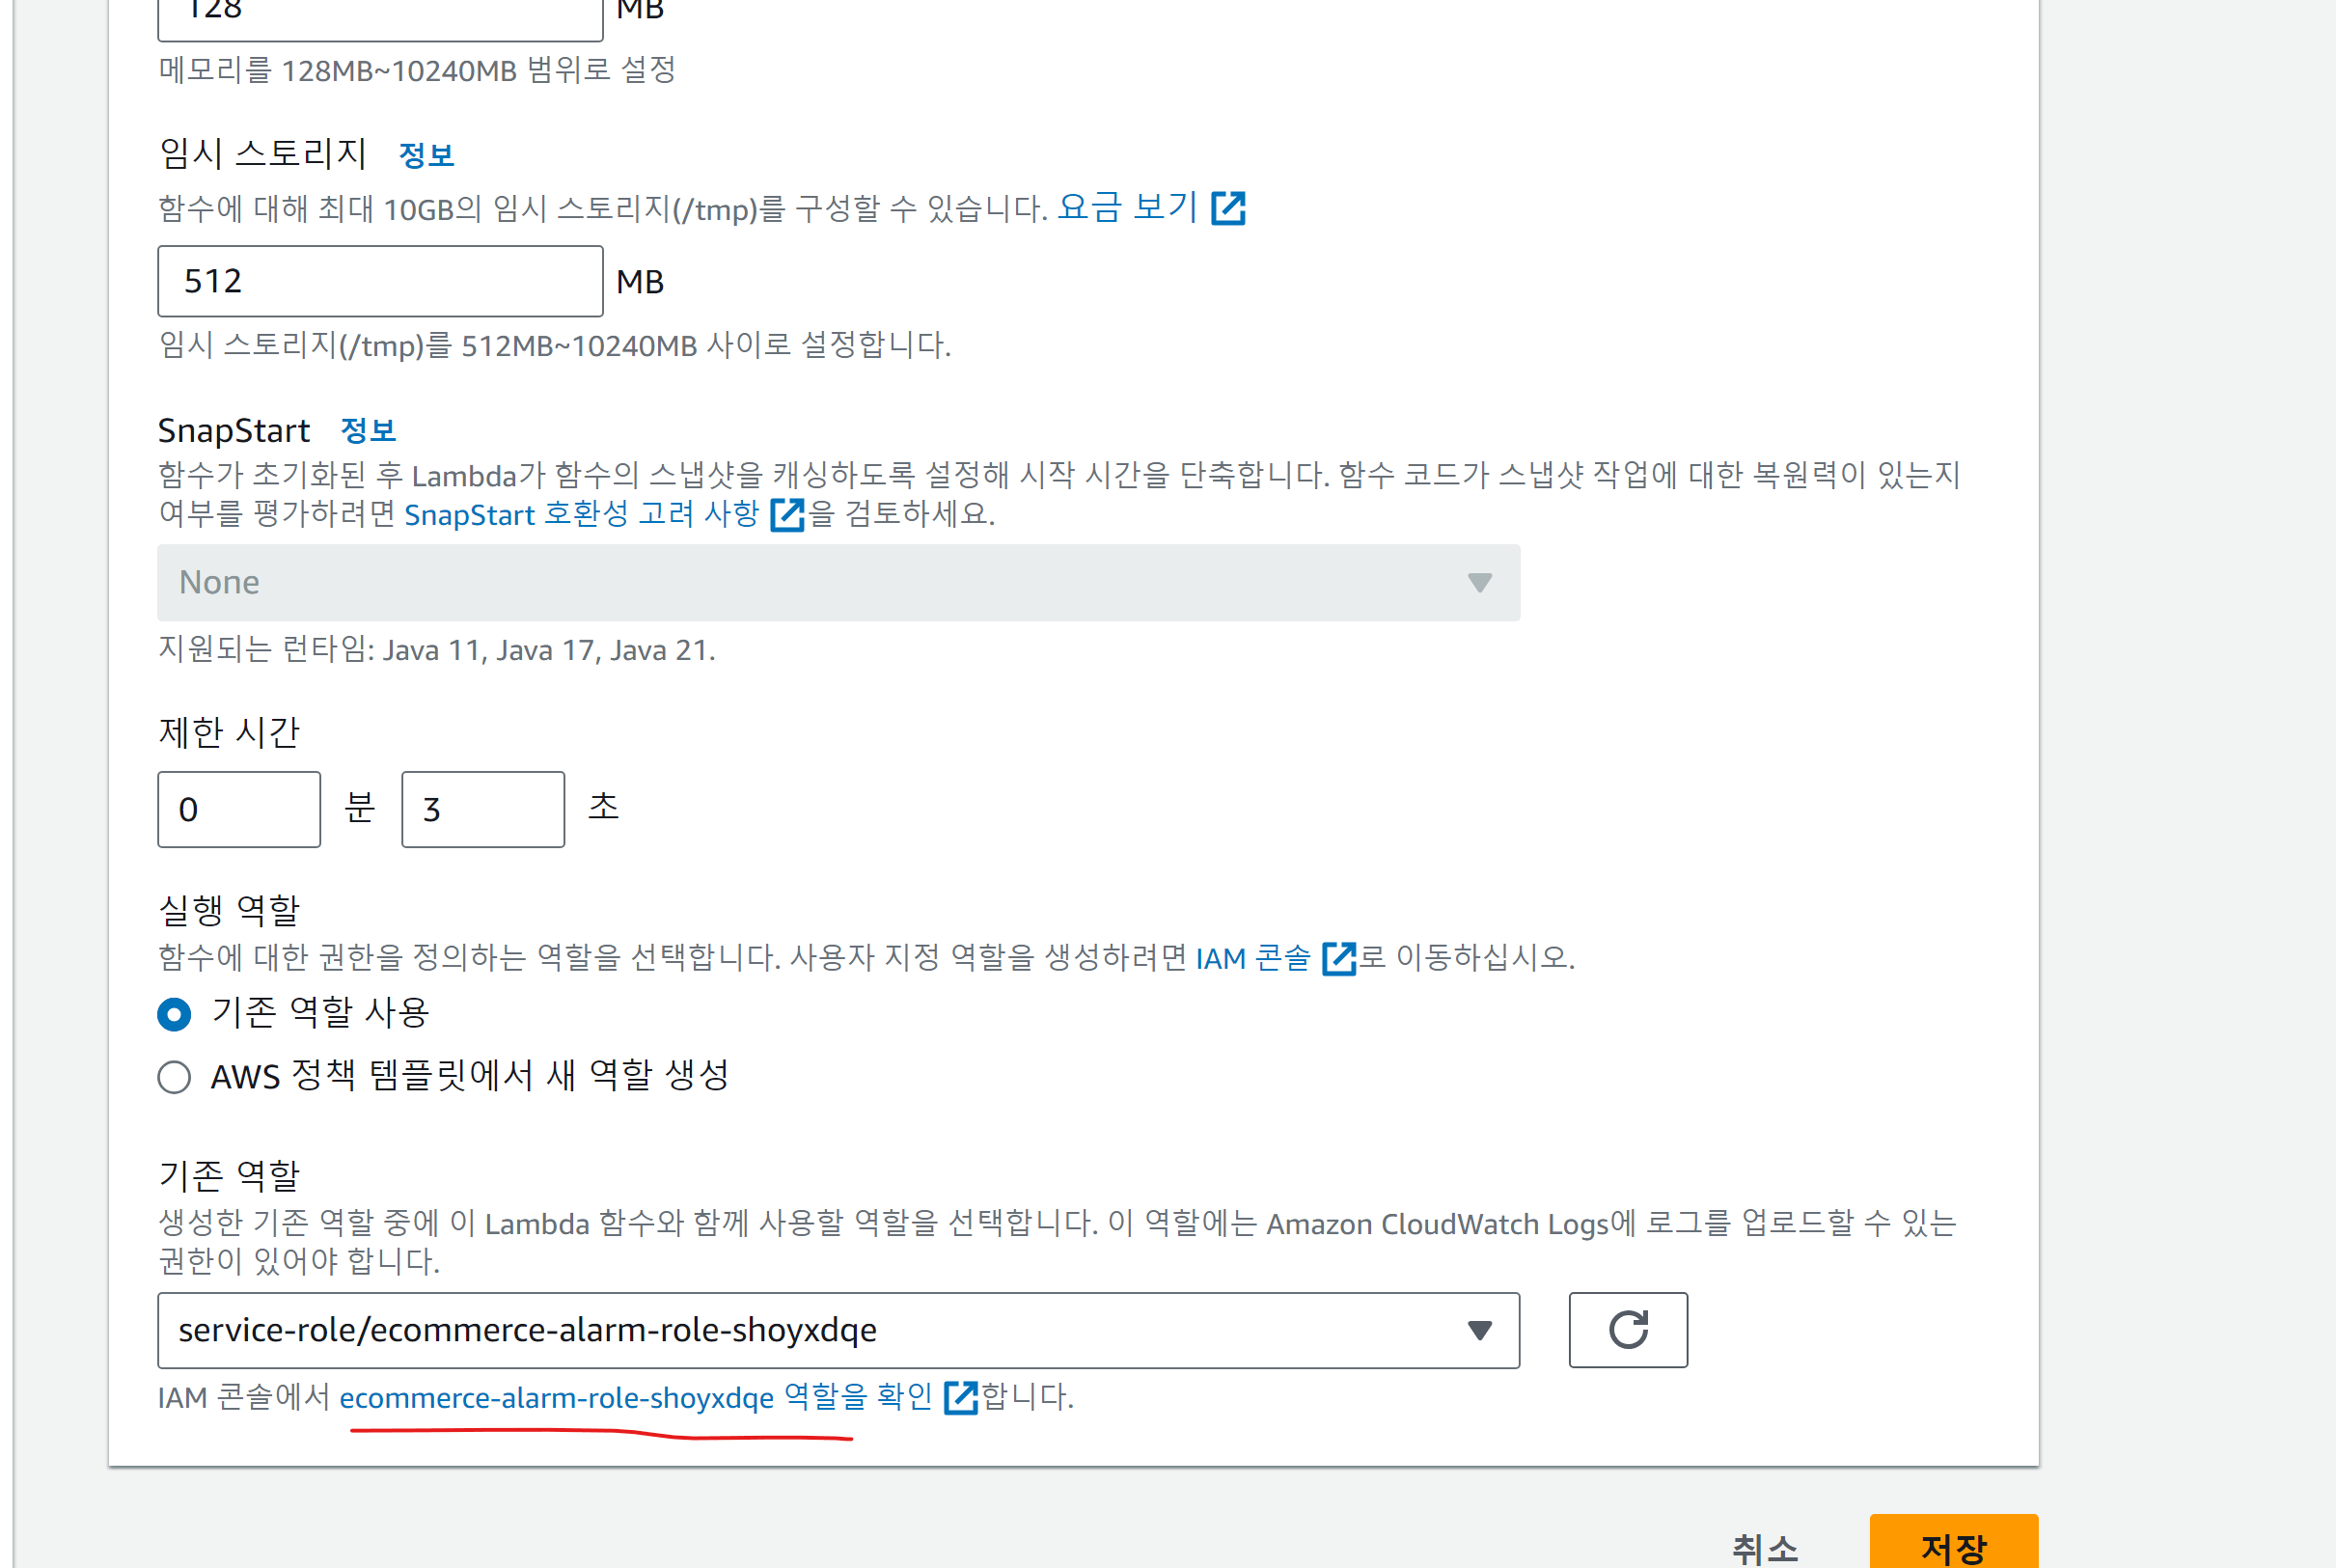 128 MB
메모리를 128MB~10240MB 범위로 설정
임시 스토리지 정보
함수에 대해 최대 10GB의 임시 스토리지(/tmp)를 구성할 수 있습니다. 요금 보기
512 MB
임시 스토리지(/tmp)를 512MB~10240MB 사이로 설정합니다.
SnapStart 정보
함수가 초기화된 후 Lambda가 함수의 스냅샷을 캐싱하도록 설정해 시작 시간을 단축합니다. 함수 코드가 스냅샷 작업에 대한 복원력이 있는지
여부를 평가하려면 SnapStart 호환성 고려 사항을 검토하세요.
None
지원되는 런타임: Java 11, Java 17, Java 21.
제한 시간
0 분 3 초
실행 역할
함수에 대한 권한을 정의하는 역할을 선택합니다. 사용자 지정 역할을 생성하려면 IAM 콘솔로 이동하십시오.
기존 역할 사용
AWS 정책 템플릿에서 새 역할 생성
기존 역할
생성한 기존 역할 중에 이 Lambda 함수와 함께 사용할 역할을 선택합니다. 이 역할에는 Amazon CloudWatch Logs에 로그를 업로드할 수 있는
권한이 있어야 합니다.
service-role/ecommerce-alarm-role-shoyxdqe
IAM 콘솔에서 ecommerce-alarm-role-shoyxdqe 역할을 확인합니다.
취소 저장